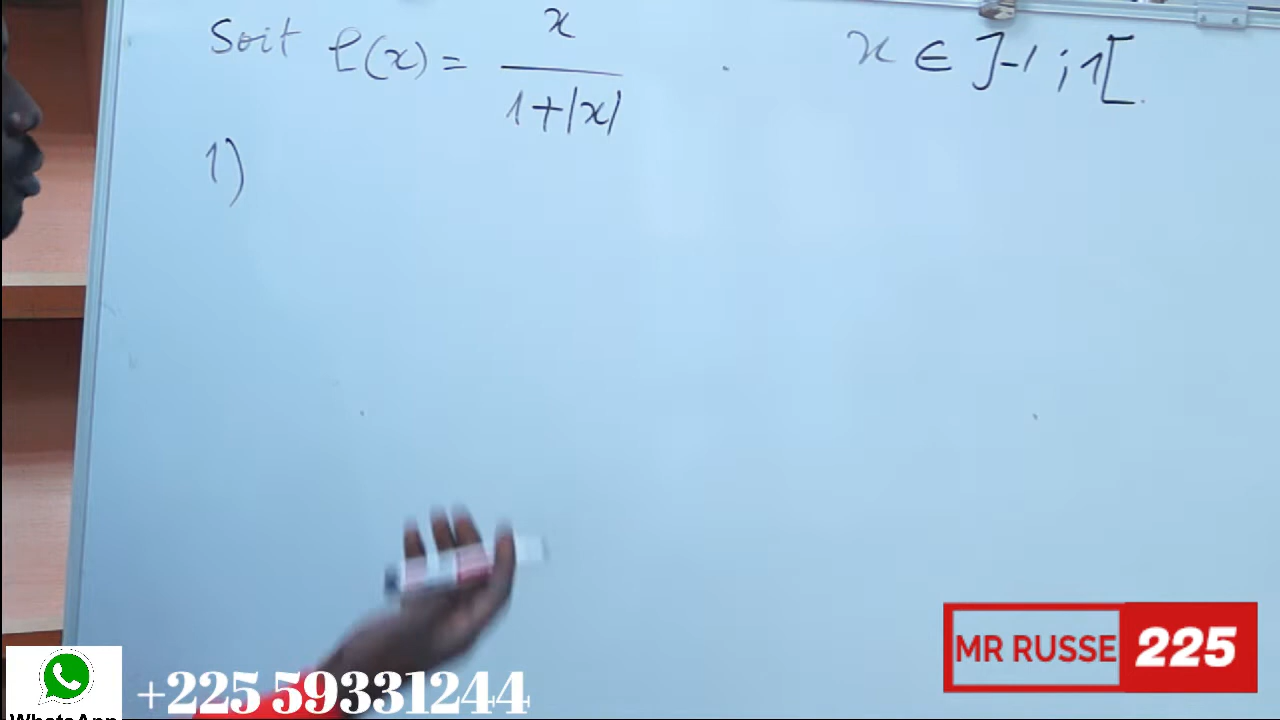 Soit f(x) = x / 1+|x| . x ∈ ]-1 ; 1[.
1)
+225 59331244
MR RUSSE 225
WhatsApp